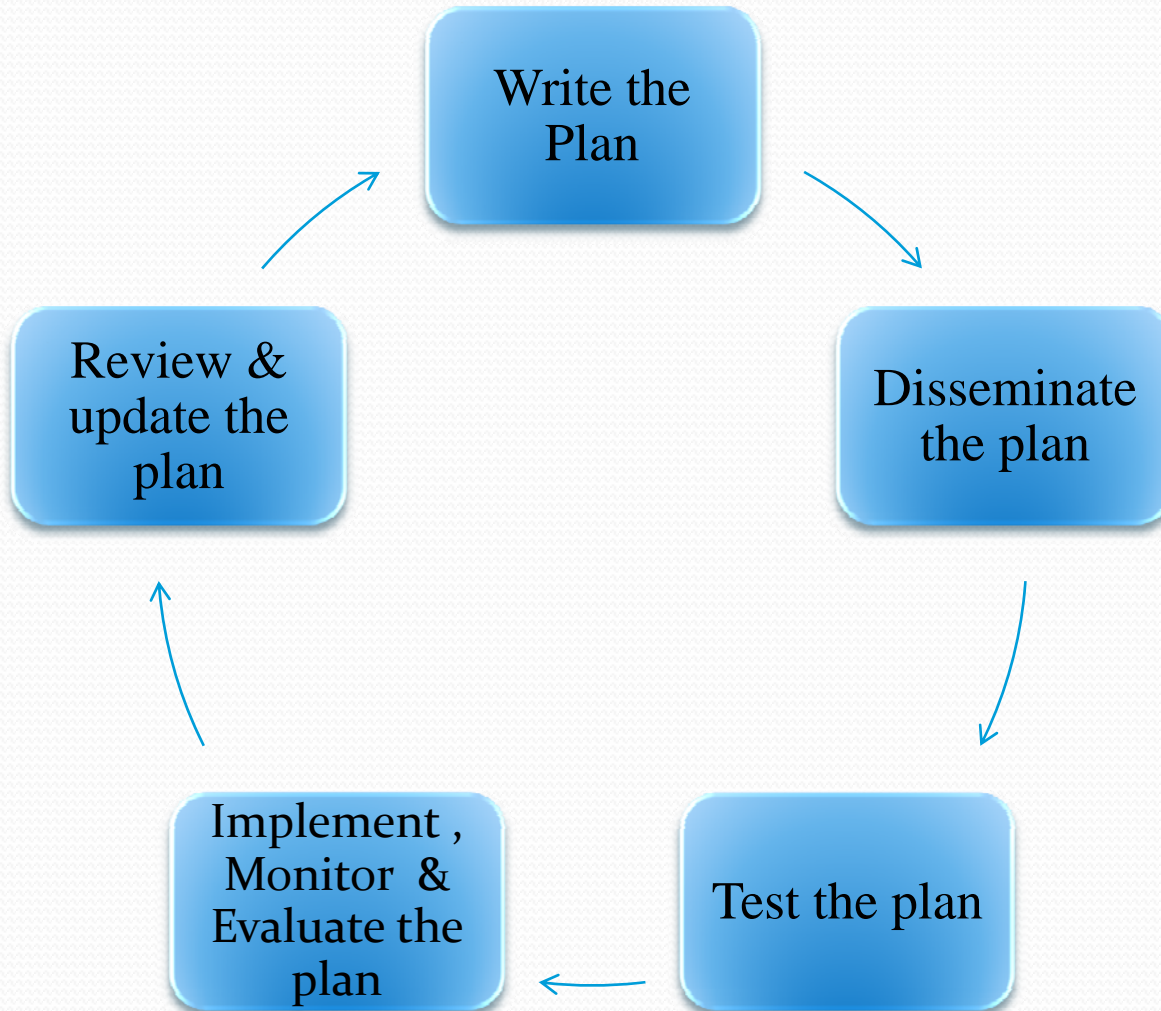 Write the
Plan
Disseminate
the plan
Test the plan
Implement ,
Monitor &
Evaluate the
plan
Review &
update the
plan